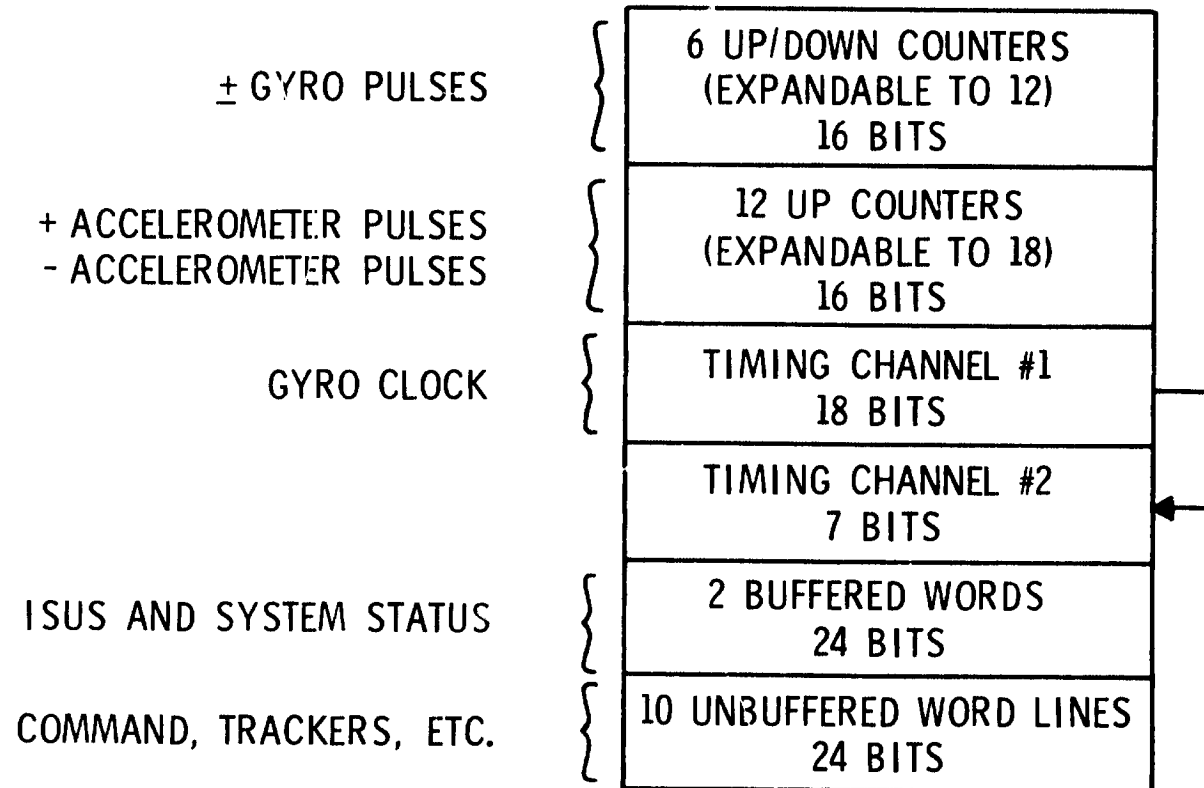 ± GYRO PULSES
6 UP/DOWN COUNTERS
(EXPANDABLE TO 12)
16 BITS
+ ACCELEROMETER PULSES
- ACCELEROMETER PULSES
12 UP COUNTERS
(EXPANDABLE TO 18)
16 BITS
GYRO CLOCK
TIMING CHANNEL #1
18 BITS
TIMING CHANNEL #2
7 BITS
ISUS AND SYSTEM STATUS
2 BUFFERED WORDS
24 BITS
COMMAND, TRACKERS, ETC.
10 UNBUFFERED WORD LINES
24 BITS